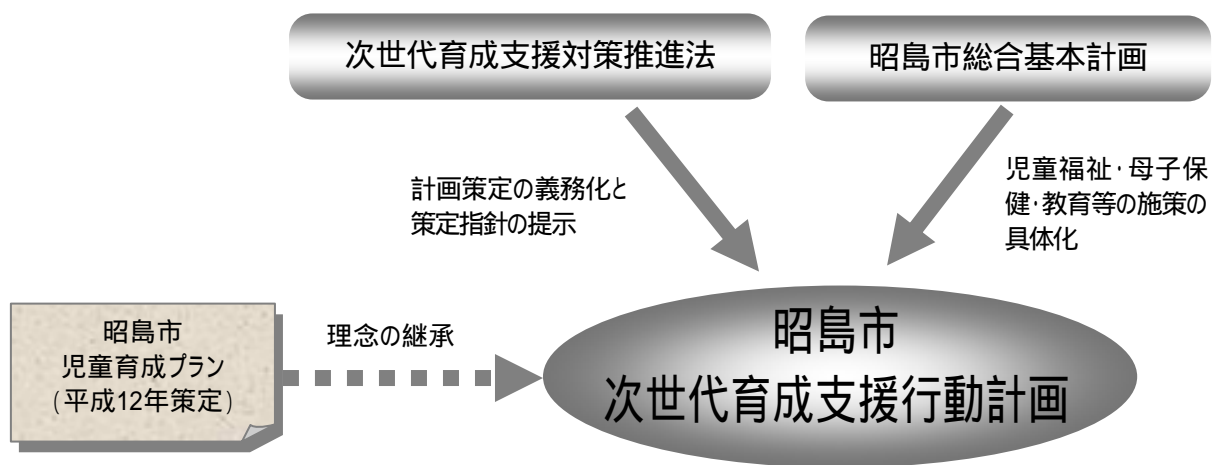 次世代育成支援対策推進法
昭島市総合基本計画
計画策定の義務化と
策定指針の提示
児童福祉・母子保
健・教育等の施策の
具体化
昭島市
児童育成プラン
(平成12年策定)
理念の継承
昭島市
次世代育成支援行動計画